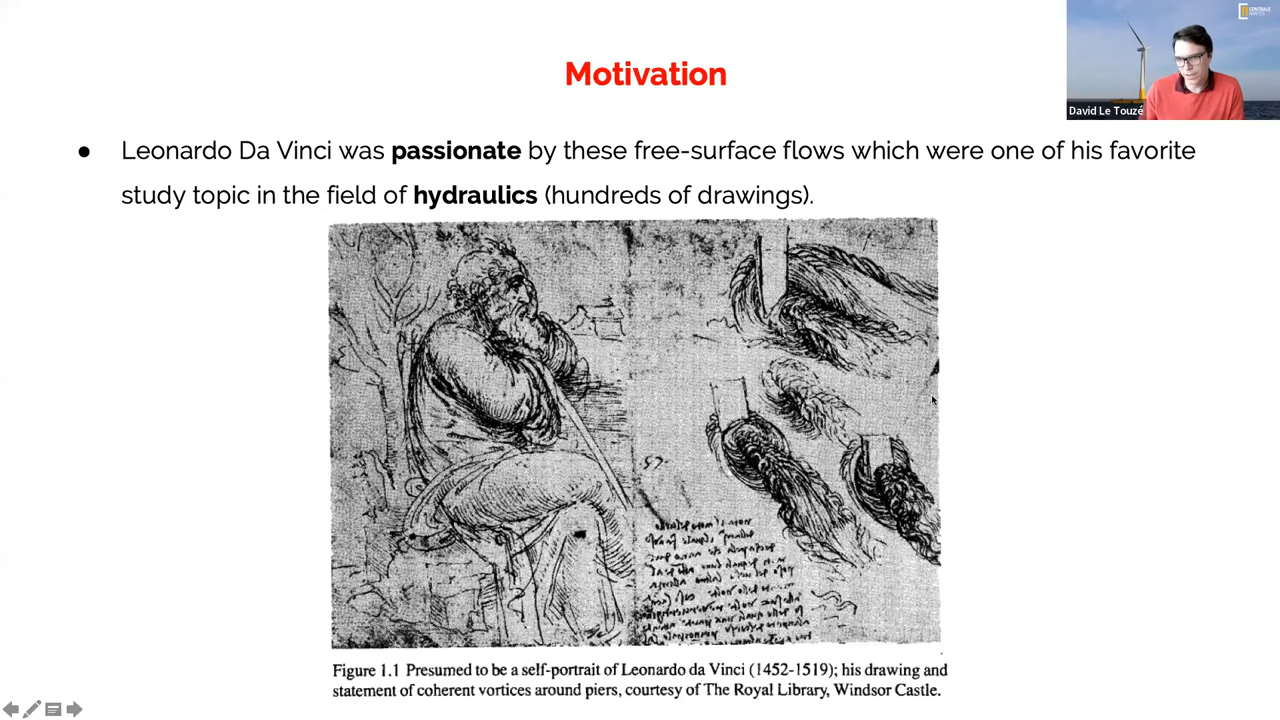 Motivation
● Leonardo Da Vinci was passionate by these free-surface flows which were one of his favorite
study topic in the field of hydraulics (hundreds of drawings).
57.
Figure 1.1 Presumed to be a self-portrait of Leonardo da Vinci (1452-1519); his drawing and
statement of coherent vortices around piers, courtesy of The Royal Library, Windsor Castle.
CENTRALE
NANTES
David Le Touzé